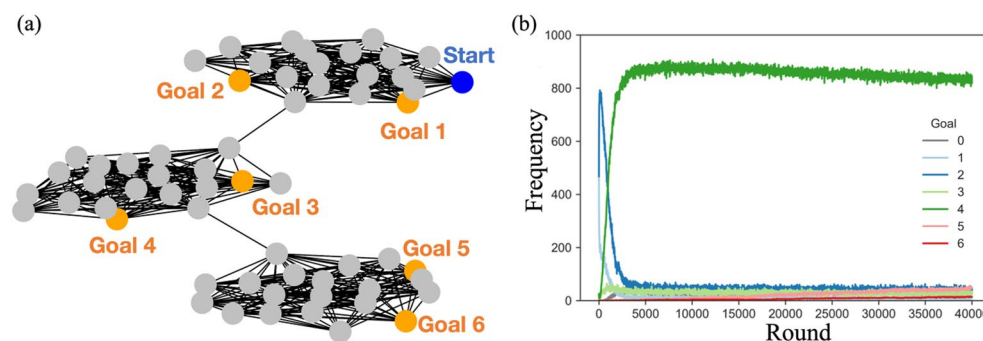 (a)
Start
Goal 2
Goal 1
Goal 3
Goal 4
Goal 5
Goal 6
(b)
Frequency
1000
800
600
400
200
0
0
5000
10000
15000
20000
25000
30000
35000
40000
Round
Goal
0
1
2
3
4
5
6